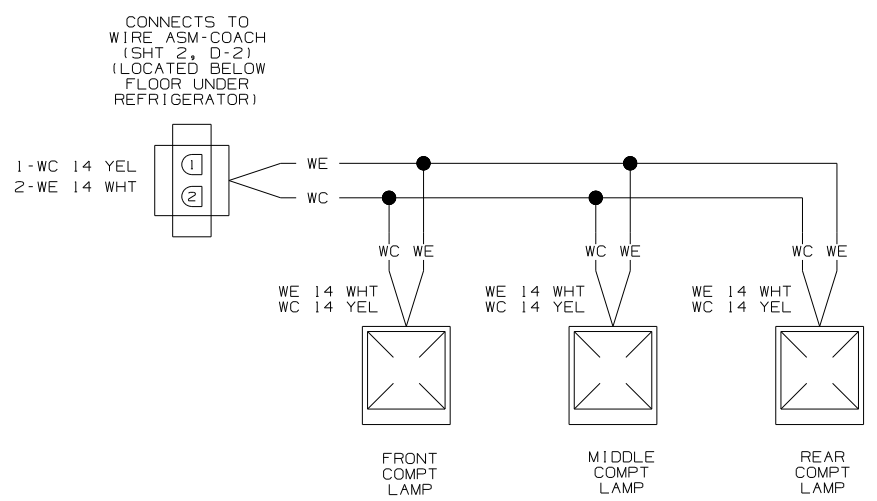 CONNECTS TO
WIRE ASM-COACH
(SHT 2, D-2)
(LOCATED BELOW
FLOOR UNDER
REFRIGERATOR)
1-WC 14 YEL
2-WE 14 WHT
1
2
WE
WC
WC WE
WC WE
WC WE
WE 14 WHT
WC 14 YEL
WE 14 WHT
WC 14 YEL
WE 14 WHT
WC 14 YEL
FRONT
COMPT
LAMP
MIDDLE
COMPT
LAMP
REAR
COMPT
LAMP